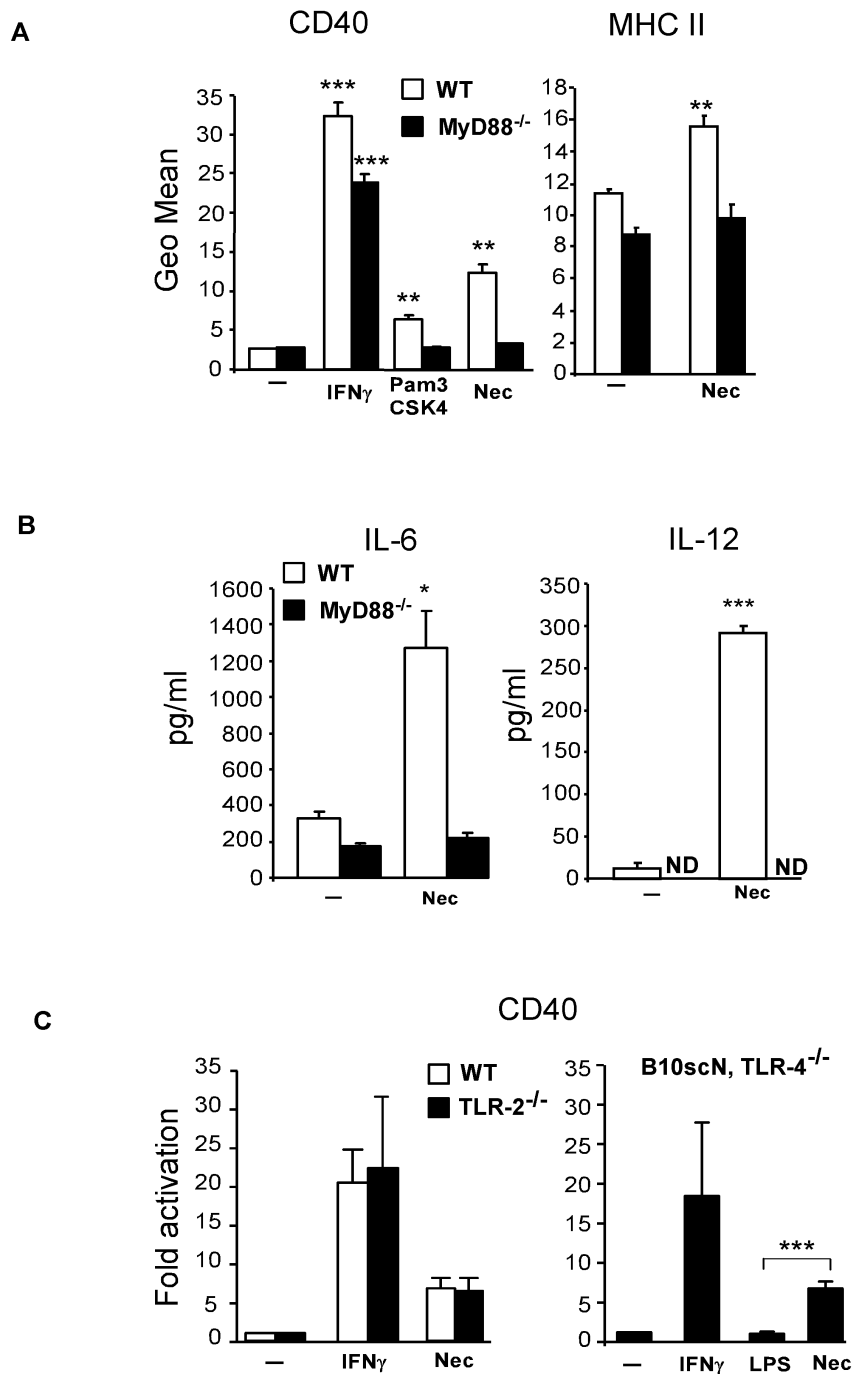 A
CD40
MHC II
WT
MyD88-/-
***
***
**
**
**
Geo Mean
35
30
25
20
15
10
5
0
18
16
14
12
10
8
6
4
2
0
–
IFNγ
Pam3
CSK4
Nec
–
Nec
B
IL-6
IL-12
WT
MyD88-/-
*
***
pg/ml
1600
1400
1200
1000
800
600
400
200
0
pg/ml
350
300
250
200
150
100
50
0
ND
ND
–
Nec
–
Nec
C
CD40
WT
TLR-2-/-
B10scN, TLR-4-/-
Fold activation
35
30
25
20
15
10
5
0
35
30
25
20
15
10
5
0
***
–
IFNγ
Nec
–
IFNγ
LPS
Nec